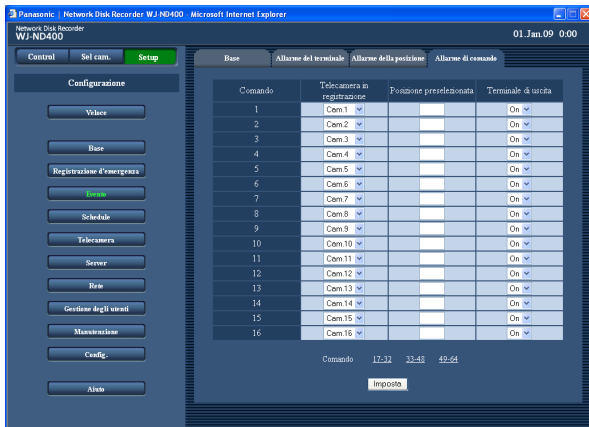 Panasonic | Network Disk Recorder WJ-ND400 - Microsoft Internet Explorer
Network Disk Recorder
WJ-ND400
01.Jan.09 0:00
Control Sel cam. Setup
Base Allarme del terminale Allarme della posizione Allarme di comando
Configurazione
Veloce
Base
Registrazione d'emergenza
Evento
Schedule
Telecamera
Server
Rete
Gestione degli utenti
Manutenzione
Config.
Aiuto
Comando Telecamera in registrazione Posizione preselezionata Terminale di uscita
1 Cam.1 On
2 Cam.2 On
3 Cam.3 On
4 Cam.4 On
5 Cam.5 On
6 Cam.6 On
7 Cam.7 On
8 Cam.8 On
9 Cam.9 On
10 Cam.10 On
11 Cam.11 On
12 Cam.12 On
13 Cam.13 On
14 Cam.14 On
15 Cam.15 On
16 Cam.16 On
Comando 17-32 33-48 49-64
Imposta